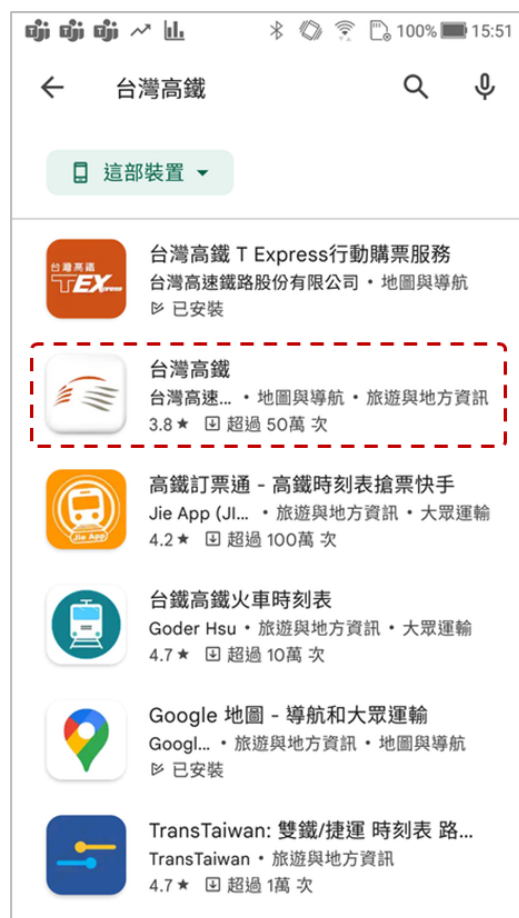 100% 15:51
台灣高鐵
這部裝置
台灣高鐵 T Express行動購票服務
台灣高鐵
TEX press
台灣高速鐵路股份有限公司 • 地圖與導航
已安裝
台灣高鐵
台灣高速... • 地圖與導航 • 旅遊與地方資訊
3.8★ 超過 50萬 次
高鐵訂票通 - 高鐵時刻表搶票快手
Jie App
Jie App (JI... • 旅遊與地方資訊 • 大眾運輸
4.2★ 超過 100萬 次
台鐵高鐵火車時刻表
Goder Hsu • 旅遊與地方資訊 • 大眾運輸
4.7★ 超過 10萬 次
Google 地圖 - 導航和大眾運輸
Googl... • 旅遊與地方資訊 • 地圖與導航
已安裝
TransTaiwan: 雙鐵/捷運 時刻表 路...
TransTaiwan • 旅遊與地方資訊
4.7★ 超過 1萬 次